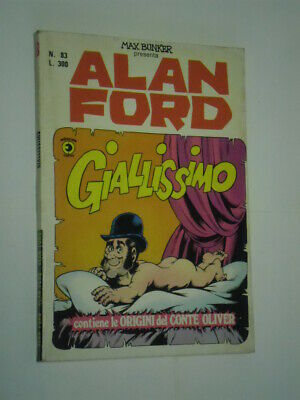 MAX BUNKER
presenta
N. 83
L. 300
ALAN
FORD
GIALLISSIMO
contiene le ORIGINI del CONTE OLIVER